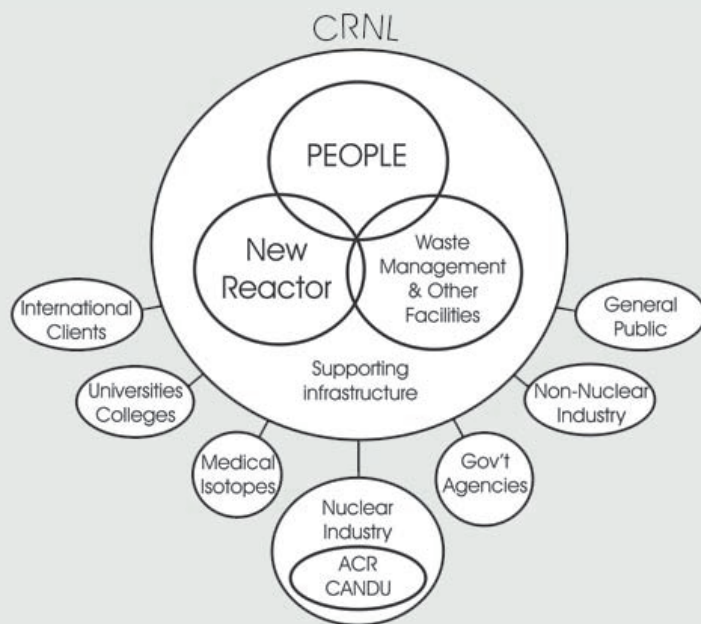 CRNL
PEOPLE
New
Reactor
Waste
Management
& Other
Facilities
Supporting
infrastructure
International
Clients
Universities
Colleges
Medical
Isotopes
Nuclear
Industry
ACR
CANDU
Gov't
Agencies
Non-Nuclear
Industry
General
Public